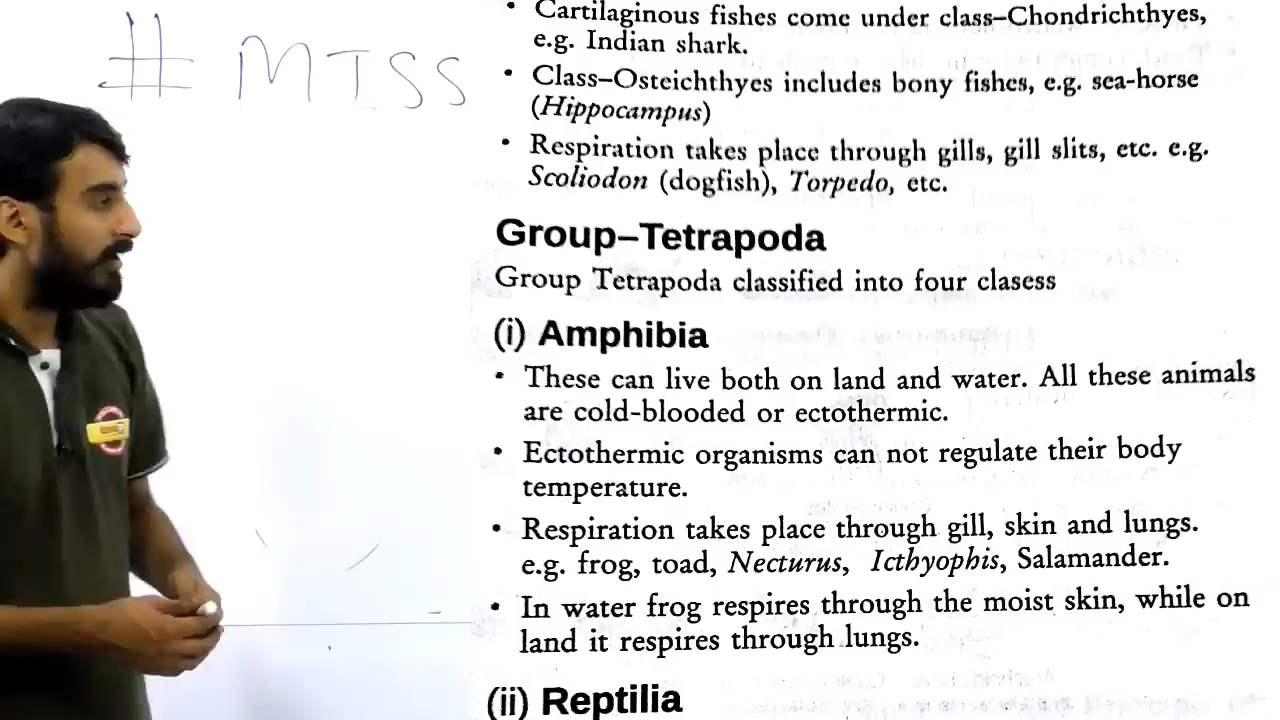 # MISS
• Cartilaginous fishes come under class–Chondrichthyes,
e.g. Indian shark.
• Class–Osteichthyes includes bony fishes, e.g. sea-horse
(Hippocampus)
• Respiration takes place through gills, gill slits, etc. e.g.
Scoliodon (dogfish), Torpedo, etc.
Group–Tetrapoda
Group Tetrapoda classified into four clasess
(i) Amphibia
• These can live both on land and water. All these animals
are cold-blooded or ectothermic.
• Ectothermic organisms can not regulate their body
temperature.
• Respiration takes place through gill, skin and lungs.
e.g. frog, toad, Necturus, Icthyophis, Salamander.
• In water frog respires through the moist skin, while on
land it respires through lungs.
(ii) Reptilia